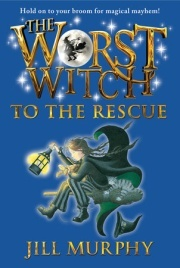 Hold on to your broom for magical mayhem!
THE
WORST
WITCH
TO THE RESCUE
JILL MURPHY